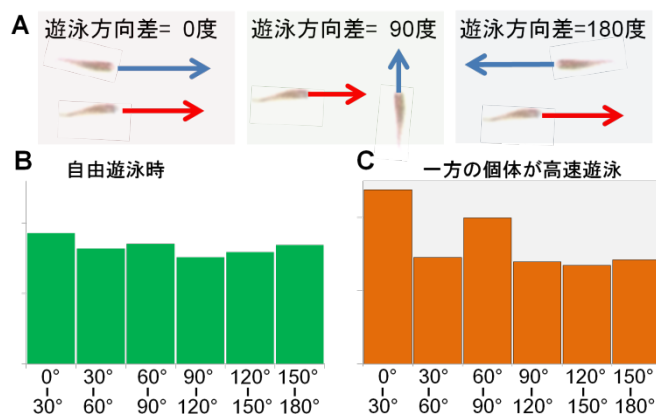 A
遊泳方向差= 0度
遊泳方向差= 90度
遊泳方向差=180度
B 自由遊泳時
C 一方の個体が高速遊泳
0° 30° 60° 90° 120° 150°
– – – – – –
30° 60° 90° 120° 150° 180°
0° 30° 60° 90° 120° 150°
– – – – – –
30° 60° 90° 120° 150° 180°